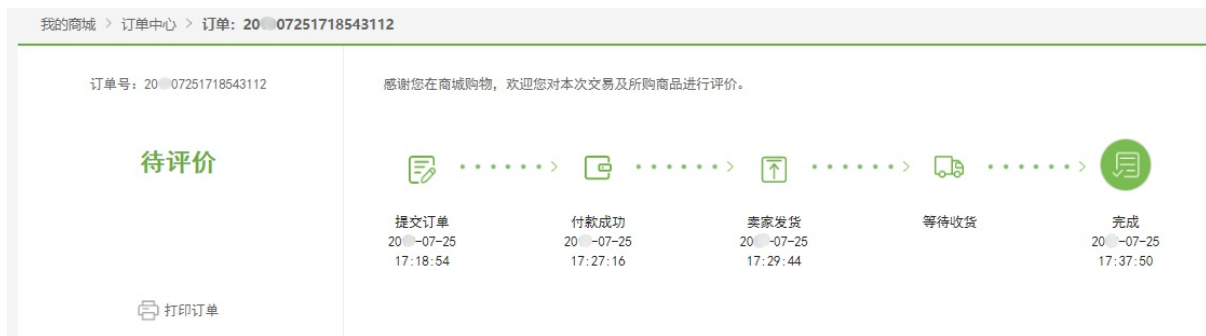 我的商城 > 订单中心 > 订单: 20 07251718543112
订单号: 20 07251718543112
感谢您在商城购物, 欢迎您对本次交易及所购商品进行评价。
待评价
提交订单 付款成功 卖家发货 等待收货 完成
20 -07-25 20 -07-25 20 -07-25 20 -07-25
17:18:54 17:27:16 17:29:44 17:37:50
打印订单